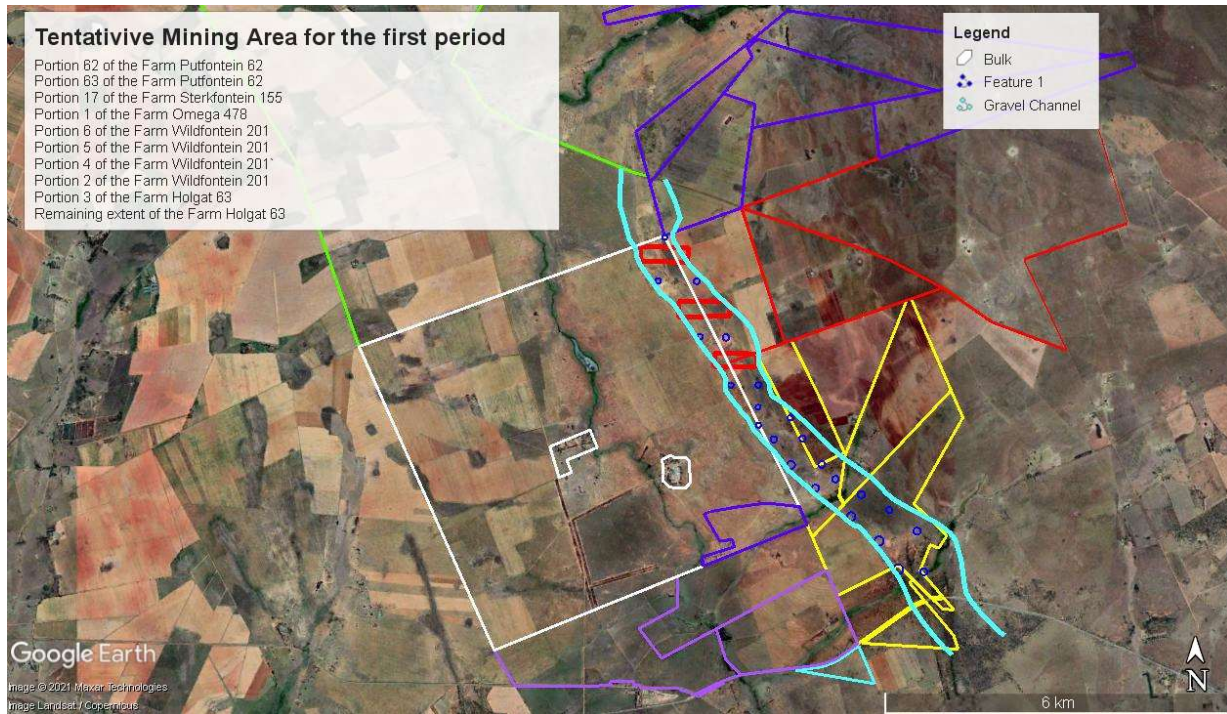 Tentativive Mining Area for the first period
Portion 62 of the Farm Putfontein 62
Portion 63 of the Farm Putfontein 62
Portion 17 of the Farm Sterkfontein 155
Portion 1 of the Farm Omega 478
Portion 6 of the Farm Wildfontein 201
Portion 5 of the Farm Wildfontein 201
Portion 4 of the Farm Wildfontein 201`
Portion 2 of the Farm Wildfontein 201
Portion 3 of the Farm Holgat 63
Remaining extent of the Farm Holgat 63
Legend
Bulk
Feature 1
Gravel Channel
Google Earth
Image © 2021 Maxar Technologies
Image Landsat / Copernicus
N
6 km